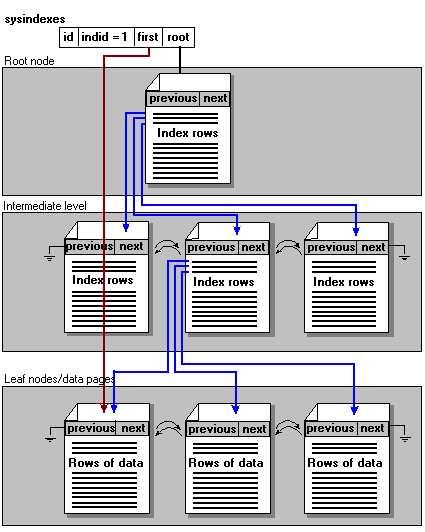 sysindexes
id indid = 1 first root
Root node
previous next
Index rows
Intermediate level
previous next previous next previous next
Index rows Index rows Index rows
Leaf nodes/data pages
previous next previous next previous next
Rows of data Rows of data Rows of data